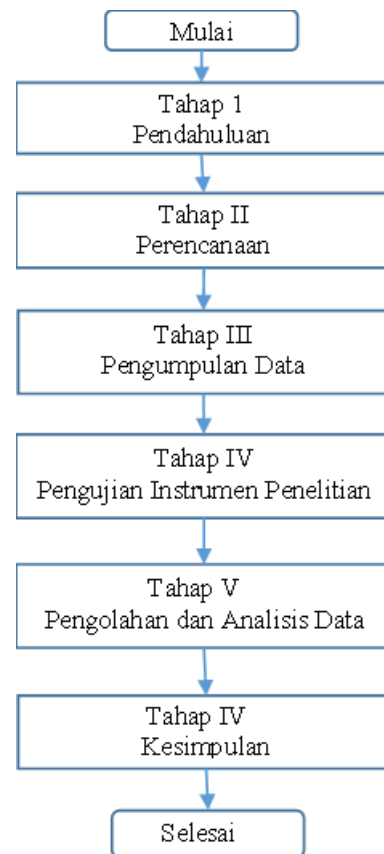 Mulai
Tahap 1
Pendahuluan
Tahap II
Perencanaan
Tahap III
Pengumpulan Data
Tahap IV
Pengujian Instrumen Penelitian
Tahap V
Pengolahan dan Analisis Data
Tahap IV
Kesimpulan
Selesai